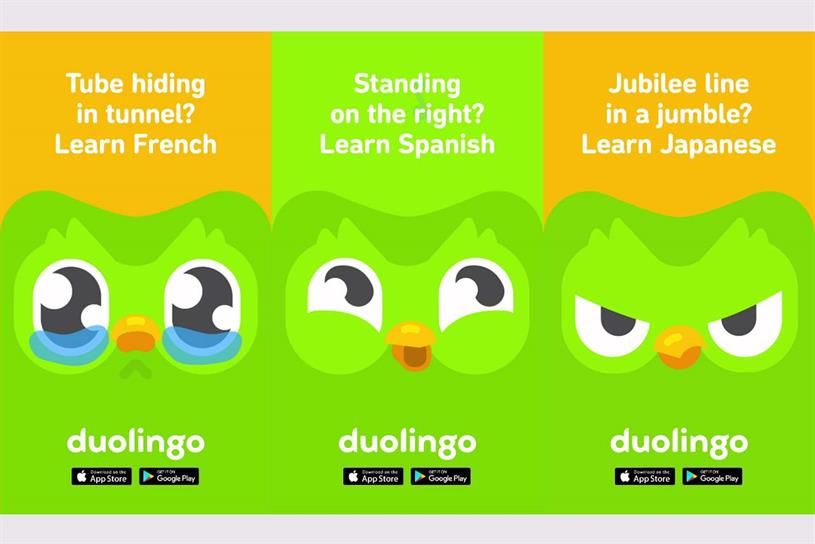 Tube hiding
in tunnel?
Learn French
duolingo
Download on the
App Store
GET IT ON
Google Play
Standing
on the right?
Learn Spanish
duolingo
Download on the
App Store
GET IT ON
Google Play
Jubilee line
in a jumble?
Learn Japanese
duolingo
Download on the
App Store
GET IT ON
Google Play